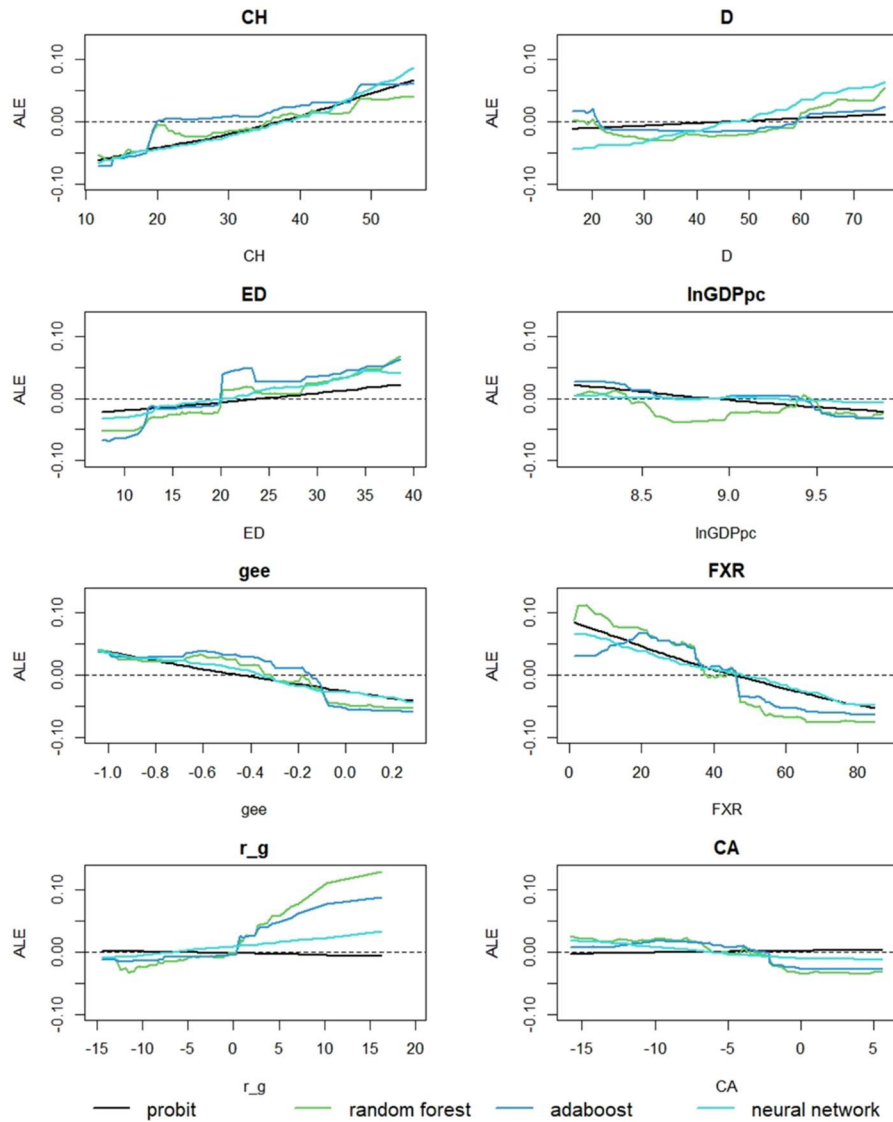 CH
D
ALE
0.10
0.00
-0.10
10 20 30 40 50
CH
ALE
0.10
0.00
-0.10
20 30 40 50 60 70
D
ED
lnGDPpc
ALE
0.10
0.00
-0.10
10 15 20 25 30 35 40
ED
ALE
0.10
0.00
-0.10
8.5 9.0 9.5
lnGDPpc
gee
FXR
ALE
0.10
0.00
-0.10
-1.0 -0.8 -0.6 -0.4 -0.2 0.0 0.2
gee
ALE
0.10
0.00
-0.10
0 20 40 60 80
FXR
r_g
CA
ALE
0.10
0.00
-0.10
-15 -10 -5 0 5 10 15 20
r_g
ALE
0.10
0.00
-0.10
-15 -10 -5 0 5
CA
probit random forest adaboost neural network